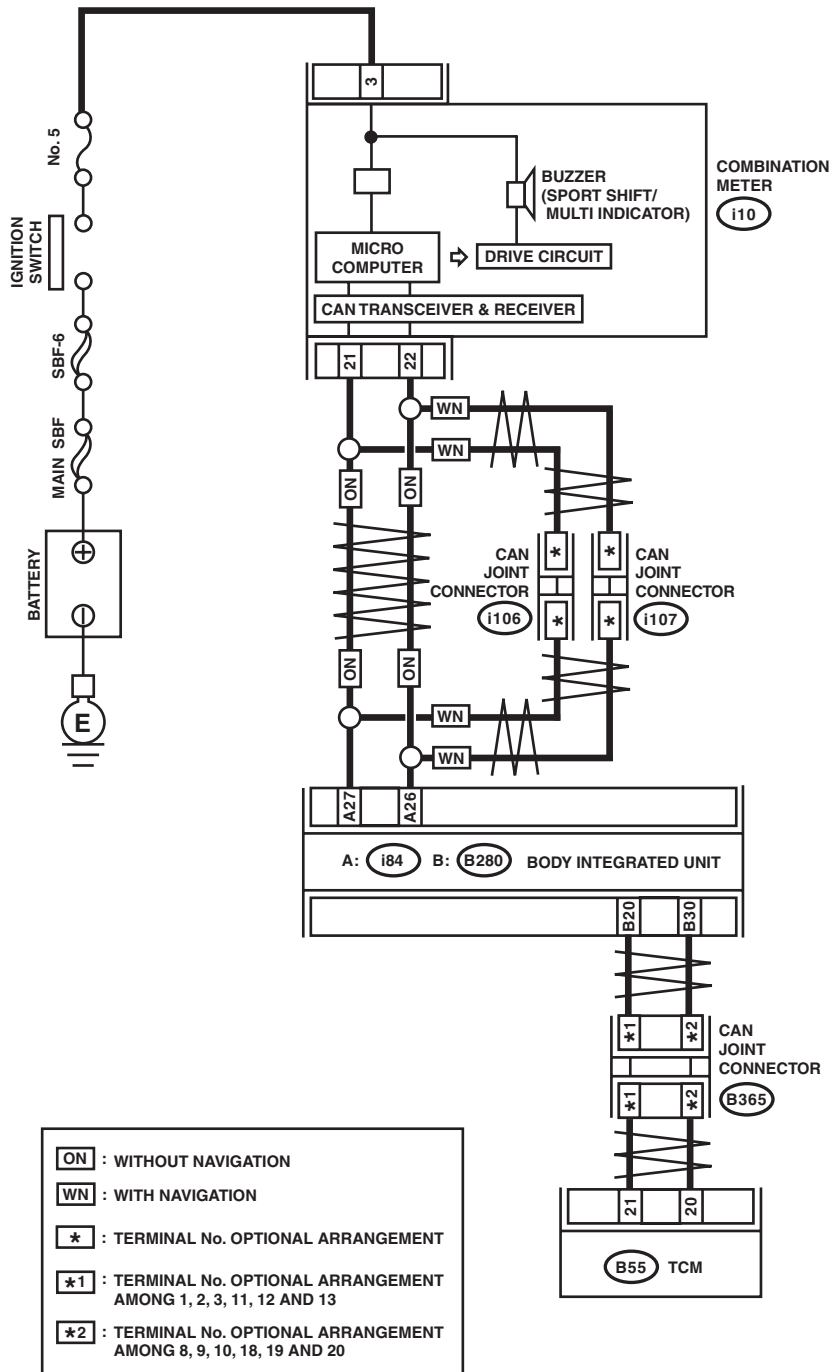 3
No. 5
IGNITION
SWITCH
SBF-6
MAIN SBF
BATTERY
E
BUZZER
(SPORT SHIFT/
MULTI INDICATOR)
COMBINATION
METER
i10
MICRO
COMPUTER
DRIVE CIRCUIT
CAN TRANSCEIVER & RECEIVER
21
22
WN
WN
ON
ON
CAN
JOINT
CONNECTOR
i106
*
*
*
*
CAN
JOINT
CONNECTOR
i107
ON
ON
WN
WN
A27
A26
A: i84 B: B280 BODY INTEGRATED UNIT
B20
B30
*1
*2
*1
*2
CAN
JOINT
CONNECTOR
B365
21
20
B55 TCM
ON : WITHOUT NAVIGATION
WN : WITH NAVIGATION
* : TERMINAL No. OPTIONAL ARRANGEMENT
*1 : TERMINAL No. OPTIONAL ARRANGEMENT
AMONG 1, 2, 3, 11, 12 AND 13
*2 : TERMINAL No. OPTIONAL ARRANGEMENT
AMONG 8, 9, 10, 18, 19 AND 20